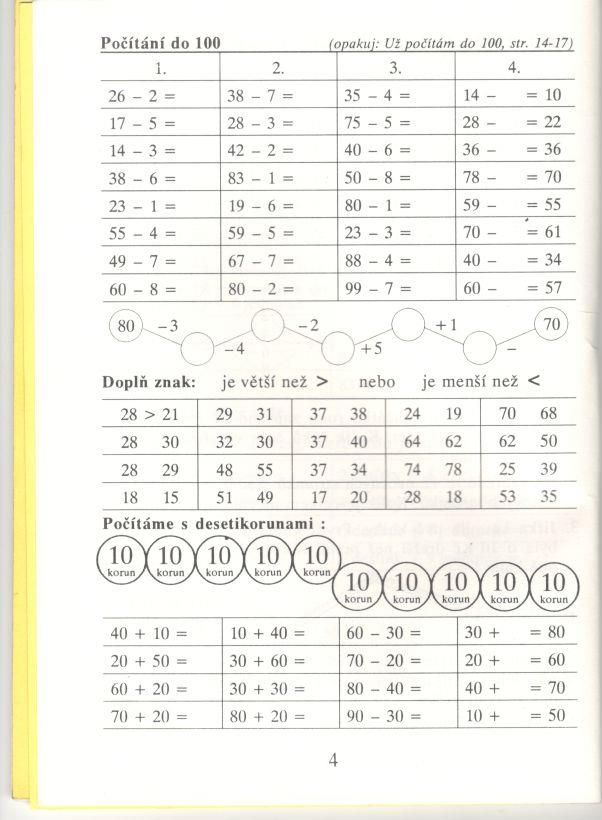 Počítání do 100 (opakuj: Už počítám do 100, str. 14-17)
1. 2. 3. 4.
26 – 2 = 38 – 7 = 35 – 4 = 14 – = 10
17 – 5 = 28 – 3 = 75 – 5 = 28 – = 22
14 – 3 = 42 – 2 = 40 – 6 = 36 – = 36
38 – 6 = 83 – 1 = 50 – 8 = 78 – = 70
23 – 1 = 19 – 6 = 80 – 1 = 59 – = 55
55 – 4 = 59 – 5 = 23 – 3 = 70 – = 61
49 – 7 = 67 – 7 = 88 – 4 = 40 – = 34
60 – 8 = 80 – 2 = 99 – 7 = 60 – = 57
80 –3 –2 +1 70
–4 +5 –
Doplň znak: je větší než > nebo je menší než <
28 > 21 29 31 37 38 24 19 70 68
28 30 32 30 37 40 64 62 62 50
28 29 48 55 37 34 74 78 25 39
18 15 51 49 17 20 28 18 53 35
Počítáme s desetikorunami :
10 10 10 10 10
korun korun korun korun korun
10 10 10 10 10
korun korun korun korun korun
40 + 10 = 10 + 40 = 60 – 30 = 30 + = 80
20 + 50 = 30 + 60 = 70 – 20 = 20 + = 60
60 + 20 = 30 + 30 = 80 – 40 = 40 + = 70
70 + 20 = 80 + 20 = 90 – 30 = 10 + = 50
4